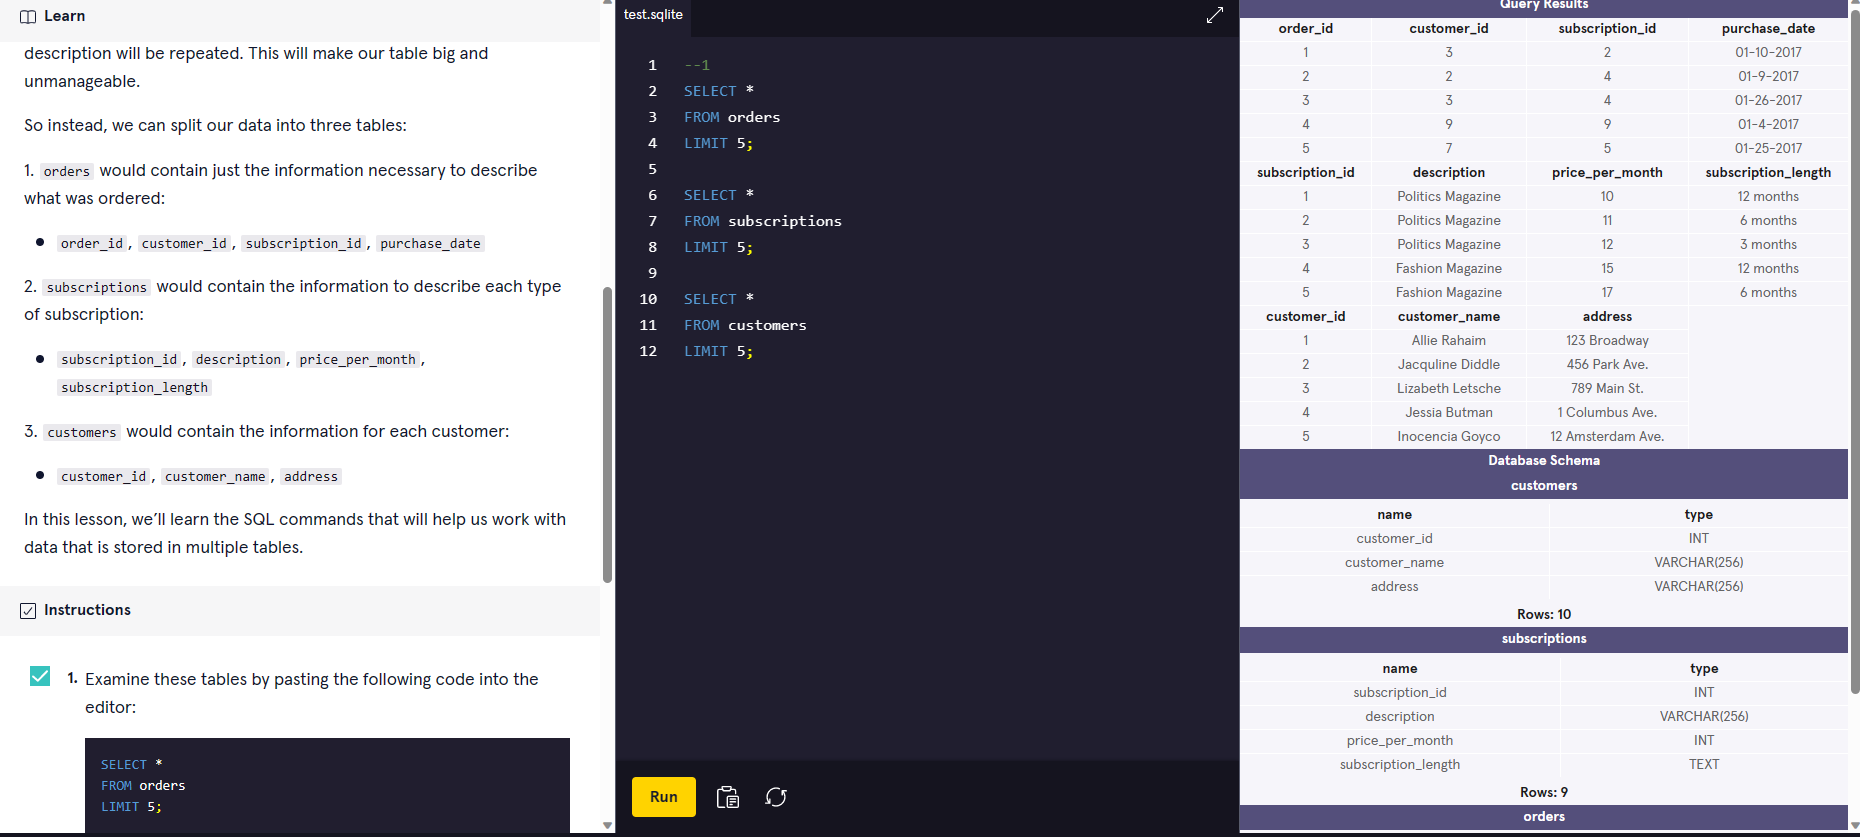 Learn
description will be repeated. This will make our table big and
unmanageable.
So instead, we can split our data into three tables:
1. orders would contain just the information necessary to describe
what was ordered:
order_id, customer_id, subscription_id, purchase_date
2. subscriptions would contain the information to describe each type
of subscription:
subscription_id, description, price_per_month,
subscription_length
3. customers would contain the information for each customer:
customer_id, customer_name, address
In this lesson, we’ll learn the SQL commands that will help us work with
data that is stored in multiple tables.
Instructions
1. Examine these tables by pasting the following code into the
editor:
SELECT *
FROM orders
LIMIT 5;
test.sqlite
1 --1
2 SELECT *
3 FROM orders
4 LIMIT 5;
5
6 SELECT *
7 FROM subscriptions
8 LIMIT 5;
9
10 SELECT *
11 FROM customers
12 LIMIT 5;
Run
Query Results
order_id customer_id subscription_id purchase_date
1 3 2 01-10-2017
2 2 4 01-9-2017
3 3 4 01-26-2017
4 9 9 01-4-2017
5 7 5 01-25-2017
subscription_id description price_per_month subscription_length
1 Politics Magazine 10 12 months
2 Politics Magazine 11 6 months
3 Politics Magazine 12 3 months
4 Fashion Magazine 15 12 months
5 Fashion Magazine 17 6 months
customer_id customer_name address
1 Allie Rahaim 123 Broadway
2 Jacquline Diddle 456 Park Ave.
3 Lizabeth Letsche 789 Main St.
4 Jessia Butman 1 Columbus Ave.
5 Inocencia Goyco 12 Amsterdam Ave.
Database Schema
customers
name type
customer_id INT
customer_name VARCHAR(256)
address VARCHAR(256)
Rows: 10
subscriptions
name type
subscription_id INT
description VARCHAR(256)
price_per_month INT
subscription_length TEXT
Rows: 9
orders